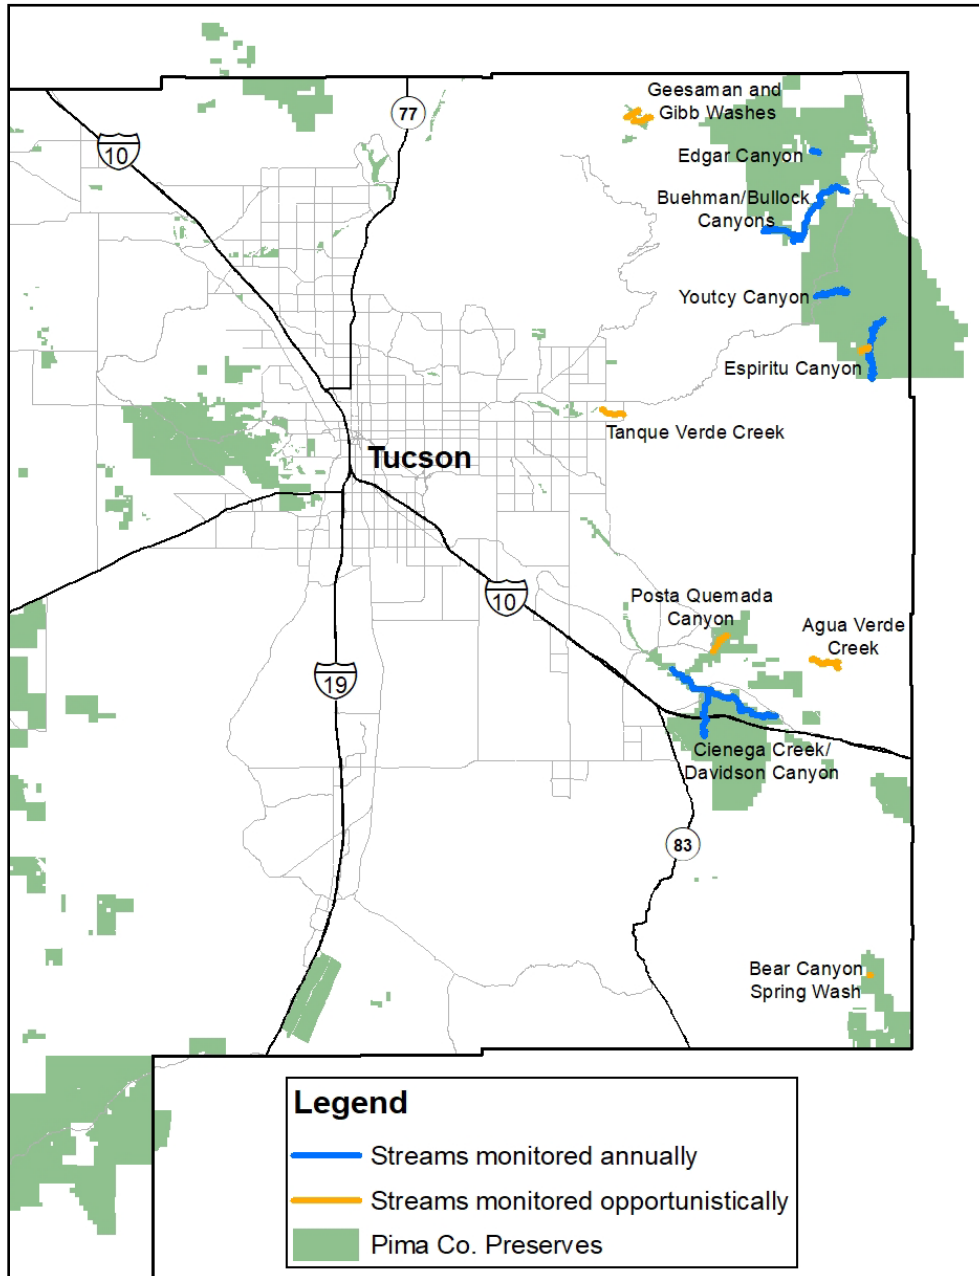 Geesaman and
Gibb Washes
77
10
Edgar Canyon
Buehman/Bullock
Canyons
Youtcy Canyon
Espiritu Canyon
Tanque Verde Creek
Tucson
10
Posta Quemada
Canyon
Agua Verde
Creek
19
Cienega Creek/
Davidson Canyon
83
Bear Canyon
Spring Wash
Legend
Streams monitored annually
Streams monitored opportunistically
Pima Co. Preserves